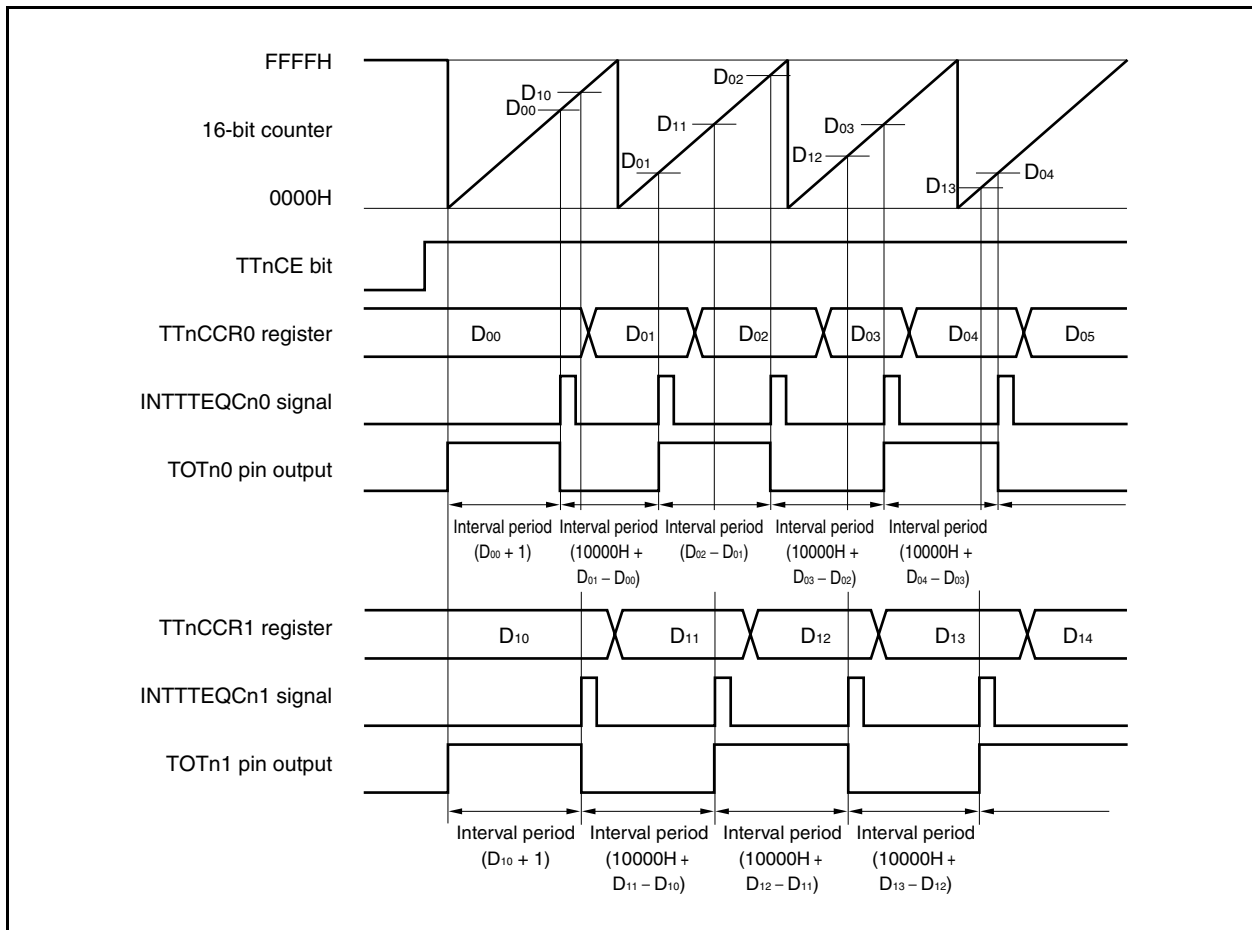 FFFFH
16-bit counter
0000H
D10
D00
D01
D11
D02
D12
D03
D13
D04
TTnCE bit
TTnCCR0 register
D00
D01
D02
D03
D04
D05
INTTTEQCn0 signal
TOTn0 pin output
Interval period
(D00 + 1)
Interval period
(10000H +
D01 – D00)
Interval period
(D02 – D01)
Interval period
(10000H +
D03 – D02)
Interval period
(10000H +
D04 – D03)
TTnCCR1 register
D10
D11
D12
D13
D14
INTTTEQCn1 signal
TOTn1 pin output
Interval period
(D10 + 1)
Interval period
(10000H +
D11 – D10)
Interval period
(10000H +
D12 – D11)
Interval period
(10000H +
D13 – D12)